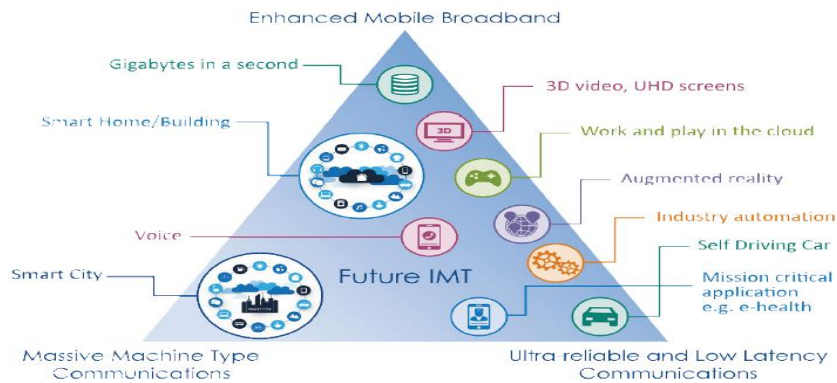 Enhanced Mobile Broadband
Gigabytes in a second
3D video, UHD screens
3D
Smart Home/Building
Work and play in the cloud
Augmented reality
Voice
Industry automation
Self Driving Car
Smart City
Future IMT
Mission critical
application
e.g. e-health
Massive Machine Type
Communications
Ultra-reliable and Low Latency
Communications